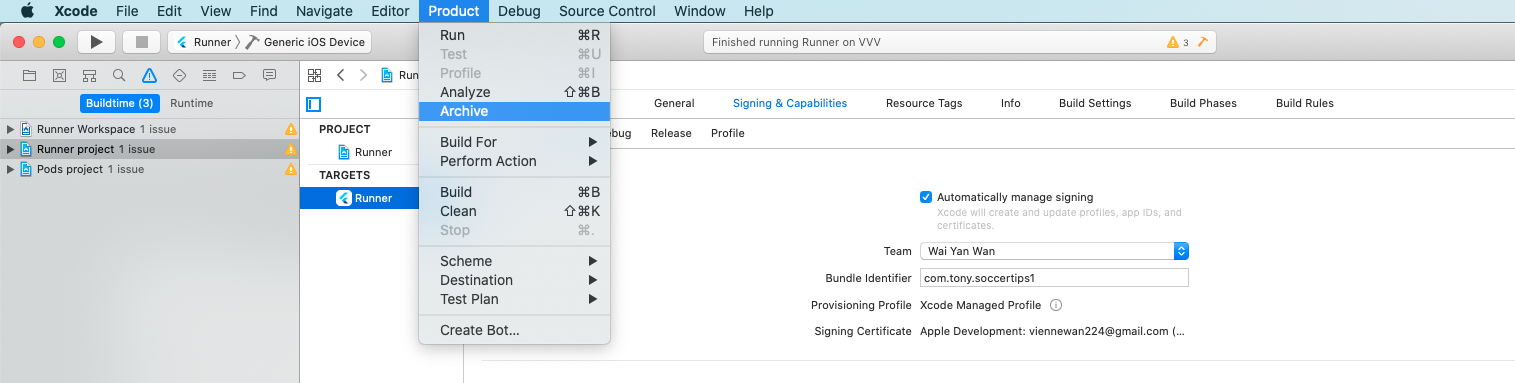 Xcode File Edit View Find Navigate Editor Product Debug Source Control Window Help
Runner Generic iOS Device
Finished running Runner on VVV
3
Buildtime (3) Runtime
Runner Workspace 1 issue
Runner project 1 issue
Pods project 1 issue
PROJECT
Runner
TARGETS
Runner
Run ⌘R
Test ⌘U
Profile ⌘I
Analyze ⇧⌘B
Archive
Build For
Perform Action
Build ⌘B
Clean ⇧⌘K
Stop ⌘.
Scheme
Destination
Test Plan
Create Bot...
General Signing & Capabilities Resource Tags Info Build Settings Build Phases Build Rules
Release Profile
Automatically manage signing
Xcode will create and update profiles, app IDs, and
certificates.
Team Wai Yan Wan
Bundle Identifier com.tony.soccertips1
Provisioning Profile Xcode Managed Profile
Signing Certificate Apple Development: viennewan224@gmail.com (...